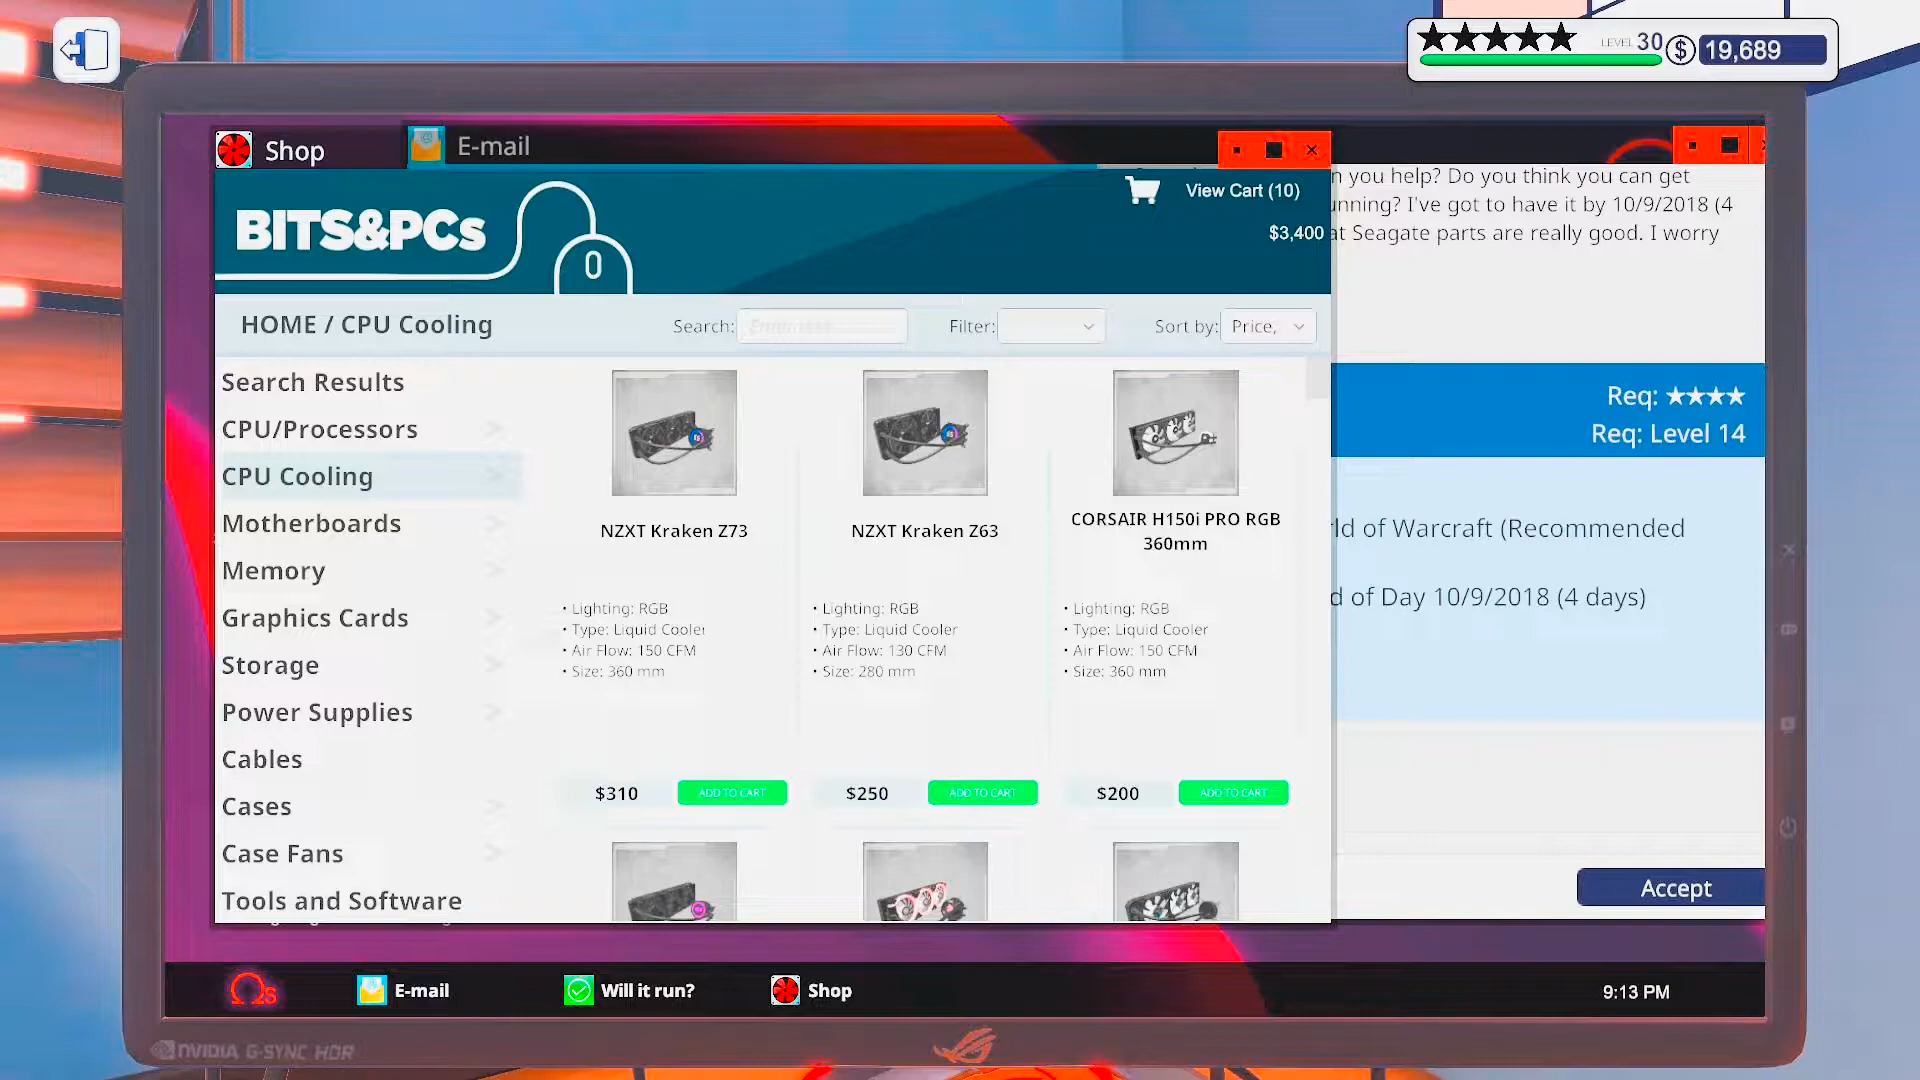 LEVEL 30
$ 19,689
Shop
E-mail
BITS&PCs
View Cart (10)
$3,400
n you help? Do you think you can get
unning? I've got to have it by 10/9/2018 (4
at Seagate parts are really good. I worry
HOME / CPU Cooling
Search:
Filter:
Sort by: Price,
Search Results
CPU/Processors
CPU Cooling
Motherboards
Memory
Graphics Cards
Storage
Power Supplies
Cables
Cases
Case Fans
Tools and Software
NZXT Kraken Z73
• Lighting: RGB
• Type: Liquid Cooler
• Air Flow: 150 CFM
• Size: 360 mm
$310
ADD TO CART
NZXT Kraken Z63
• Lighting: RGB
• Type: Liquid Cooler
• Air Flow: 130 CFM
• Size: 280 mm
$250
ADD TO CART
CORSAIR H150i PRO RGB
360mm
• Lighting: RGB
• Type: Liquid Cooler
• Air Flow: 150 CFM
• Size: 360 mm
$200
ADD TO CART
Req: ★★★★
Req: Level 14
ld of Warcraft (Recommended
d of Day 10/9/2018 (4 days)
Accept
E-mail
Will it run?
Shop
9:13 PM
NVIDIA G-SYNC HDR